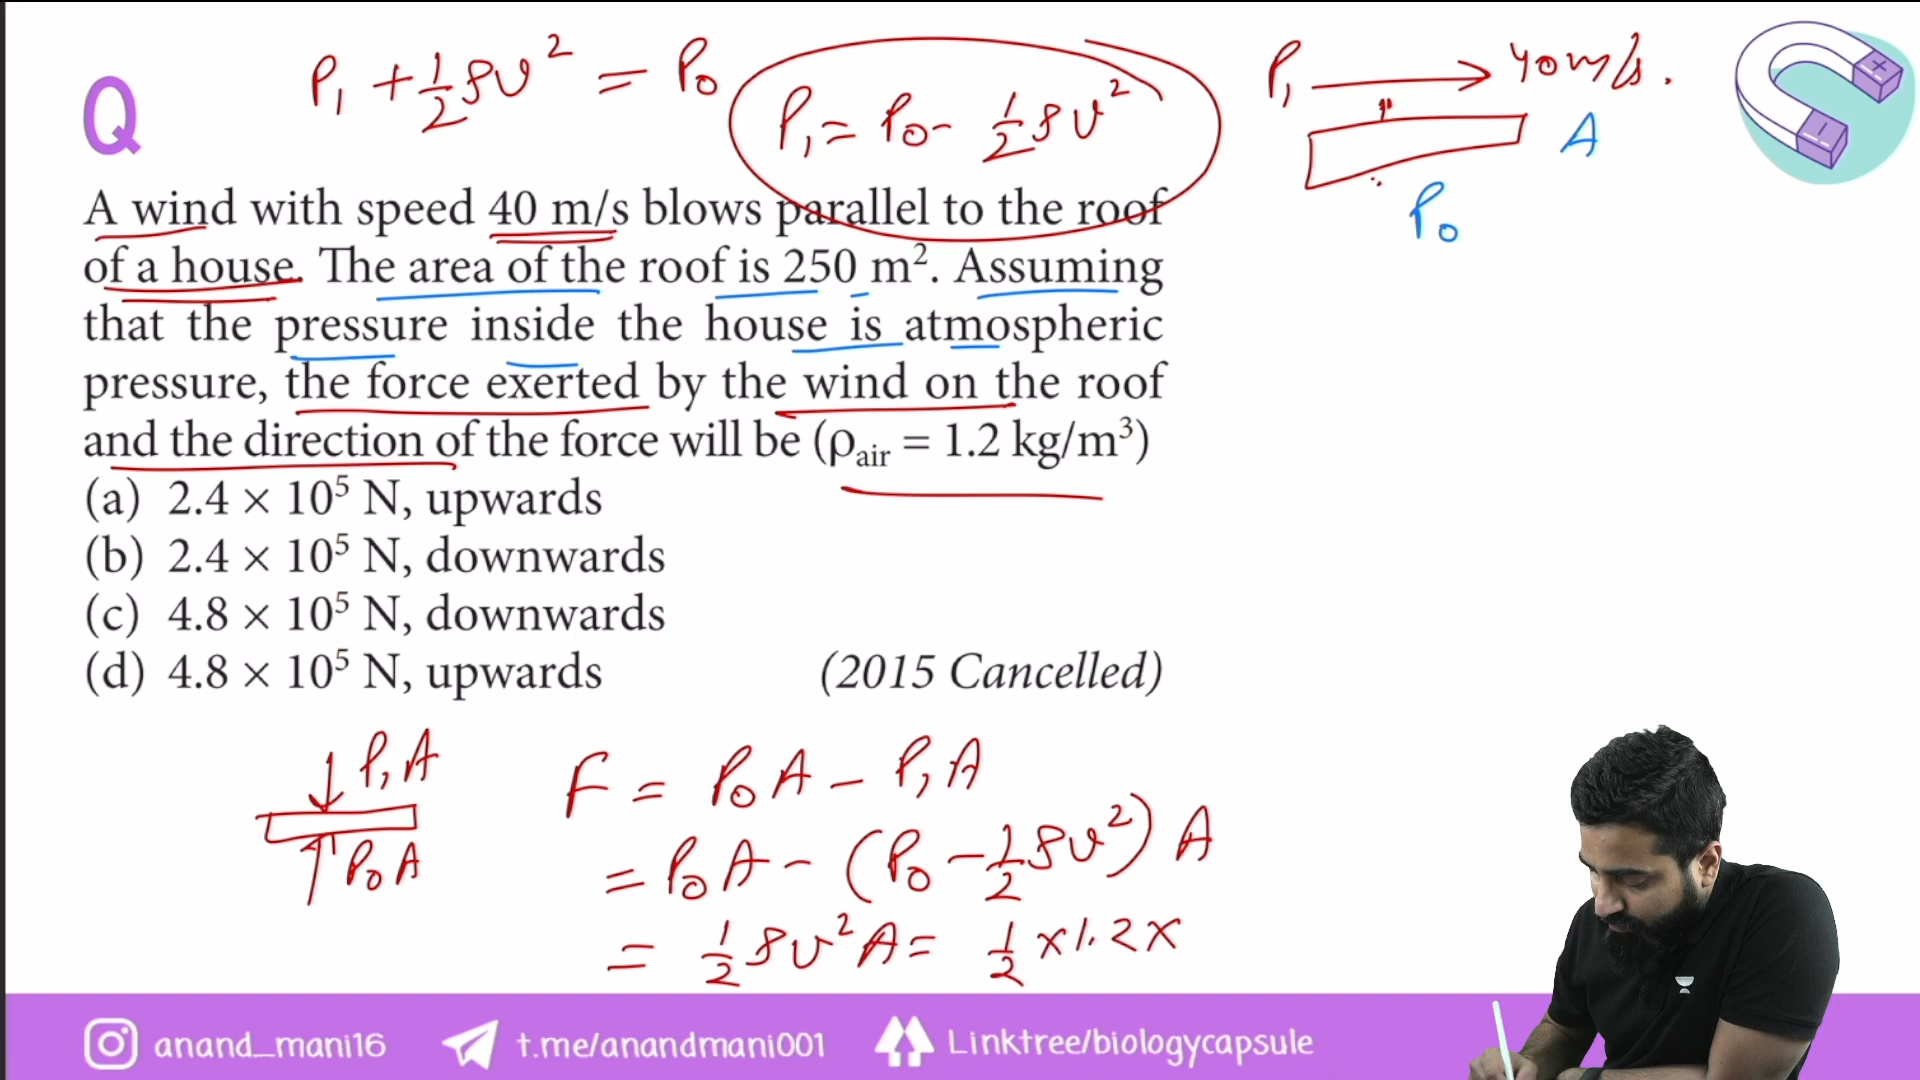 P₁ + ½ρv² = P₀
P₁ = P₀ - ½ρv²
P₁ → 40m/s.
A
P₀
Q
A wind with speed 40 m/s blows parallel to the roof
of a house. The area of the roof is 250 m². Assuming
that the pressure inside the house is atmospheric
pressure, the force exerted by the wind on the roof
and the direction of the force will be (ρair = 1.2 kg/m³)
(a) 2.4 × 10⁵ N, upwards
(b) 2.4 × 10⁵ N, downwards
(c) 4.8 × 10⁵ N, downwards
(d) 4.8 × 10⁵ N, upwards
(2015 Cancelled)
↓ P₁A
↑ P₀A
F = P₀A - P₁A
= P₀A - (P₀ - ½ρv²) A
= ½ρv²A = ½ × 1.2 ×
anand_mani16
t.me/anandmani001
Linktree/biologycapsule
+
-